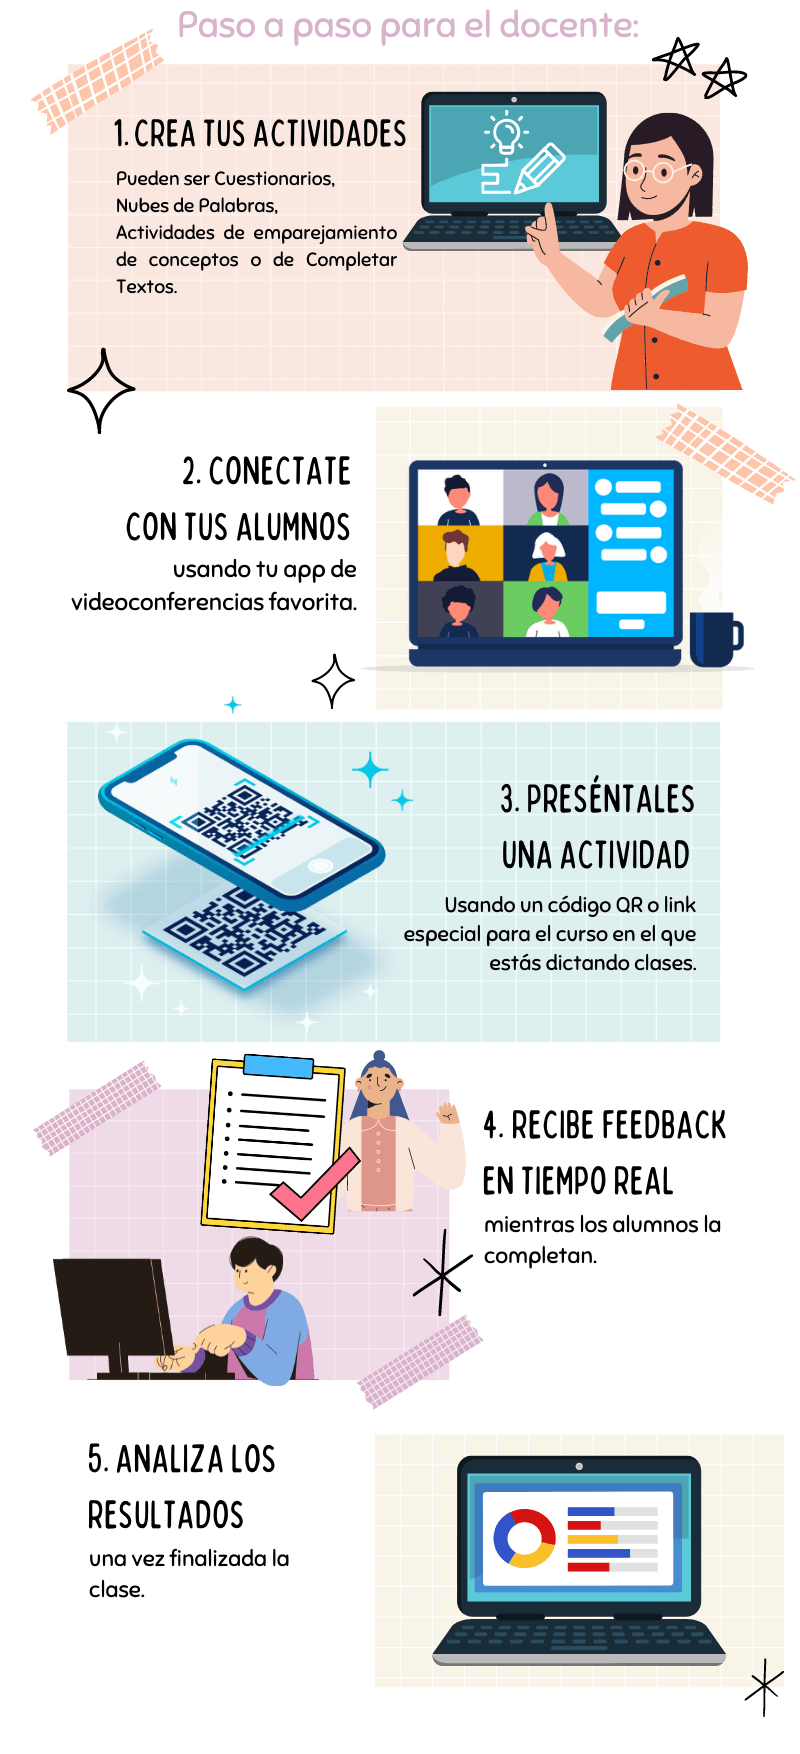 Paso a paso para el docente:
1. CREA TUS ACTIVIDADES
Pueden ser Cuestionarios,
Nubes de Palabras,
Actividades de emparejamiento
de conceptos o de Completar
Textos.
2. CONECTATE
CON TUS ALUMNOS
usando tu app de
videoconferencias favorita.
3. PRESÉNTALES
UNA ACTIVIDAD
Usando un código QR o link
especial para el curso en el que
estás dictando clases.
4. RECIBE FEEDBACK
EN TIEMPO REAL
mientras los alumnos la
completan.
5. ANALIZA LOS
RESULTADOS
una vez finalizada la
clase.